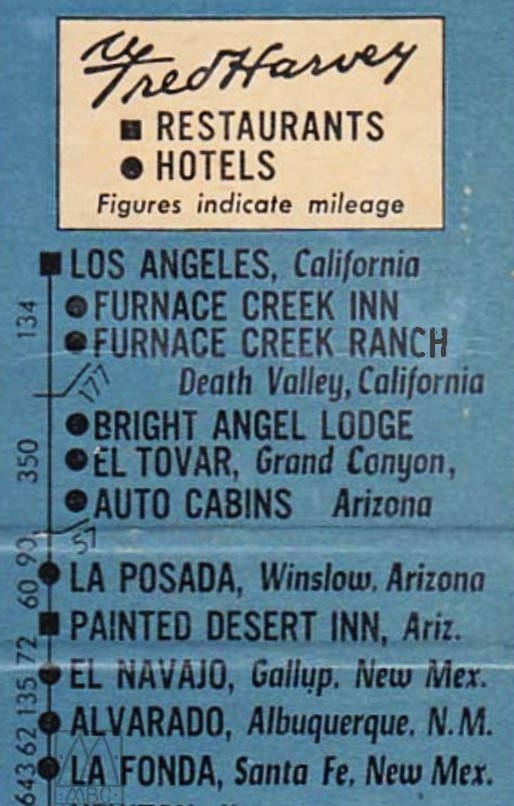 Fred Harvey
■ RESTAURANTS
● HOTELS
Figures indicate mileage
■ LOS ANGELES, California
134
● FURNACE CREEK INN
● FURNACE CREEK RANCH
177
Death Valley, California
● BRIGHT ANGEL LODGE
350
● EL TOVAR, Grand Conyon,
● AUTO CABINS Arizona
57
90
● LA POSADA, Winslow, Arizona
60
■ PAINTED DESERT INN, Ariz.
72
● EL NAVAJO, Gallup, New Mex.
135
● ALVARADO, Albuquerque, N.M.
62
● LA FONDA, Santa Fe, New Mex.
643
MBC